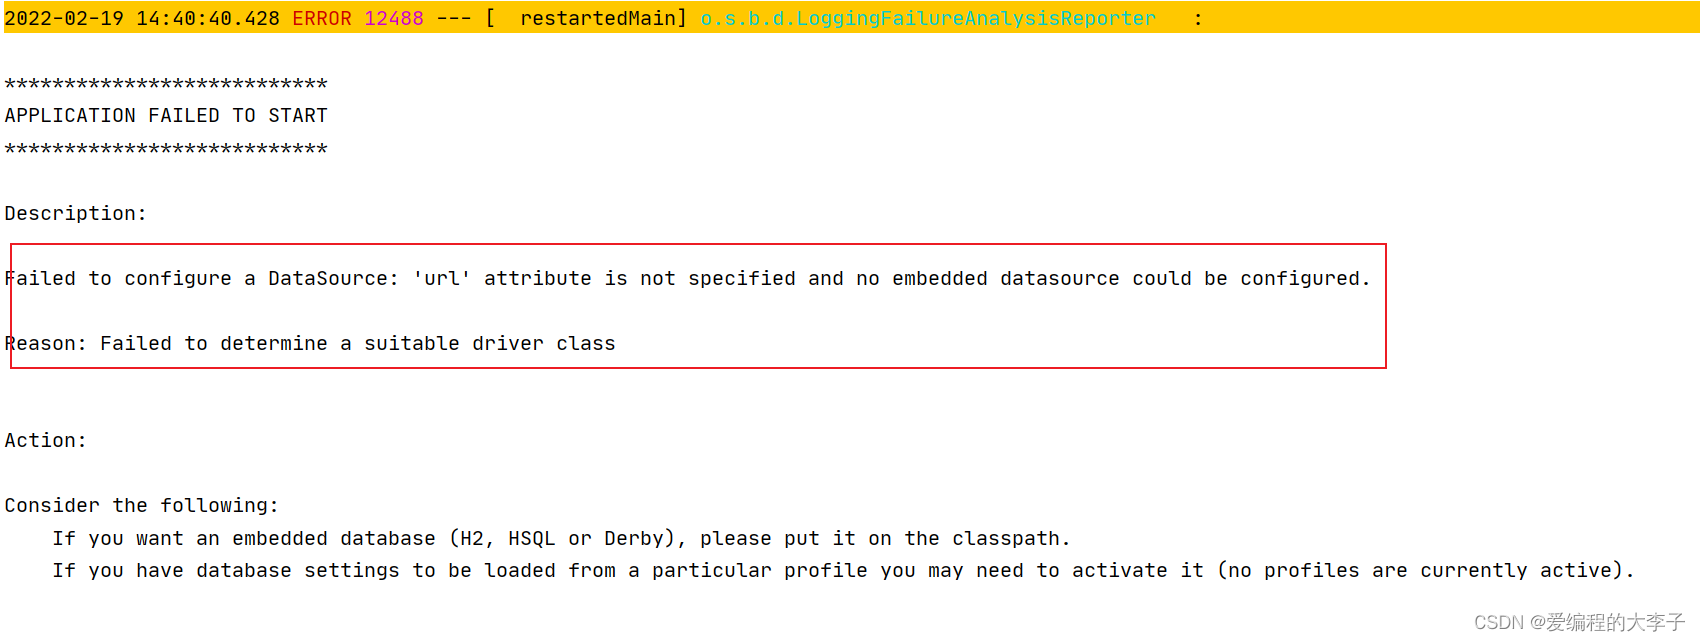 2022-02-19 14:40:40.428 ERROR 12488 --- [  restartedMain] o.s.b.d.LoggingFailureAnalysisReporter   :
***************************
APPLICATION FAILED TO START
***************************
Description:
Failed to configure a DataSource: 'url' attribute is not specified and no embedded datasource could be configured.
Reason: Failed to determine a suitable driver class
Action:
Consider the following:
If you want an embedded database (H2, HSQL or Derby), please put it on the classpath.
If you have database settings to be loaded from a particular profile you may need to activate it (no profiles are currently active).
CSDN @爱编程的大李子